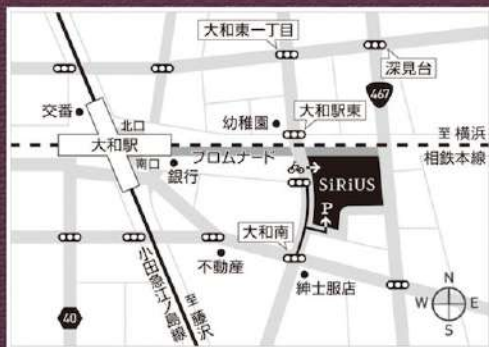 大和東一丁目
深見台
467
交番
北口
幼稚園
大和駅東
至 横浜
大和駅
南口
プロムナード
相鉄本線
銀行
SiRiUS
P
大和南
不動産
紳士服店
小田急江ノ島線
至 藤沢
40
N
W
E
S